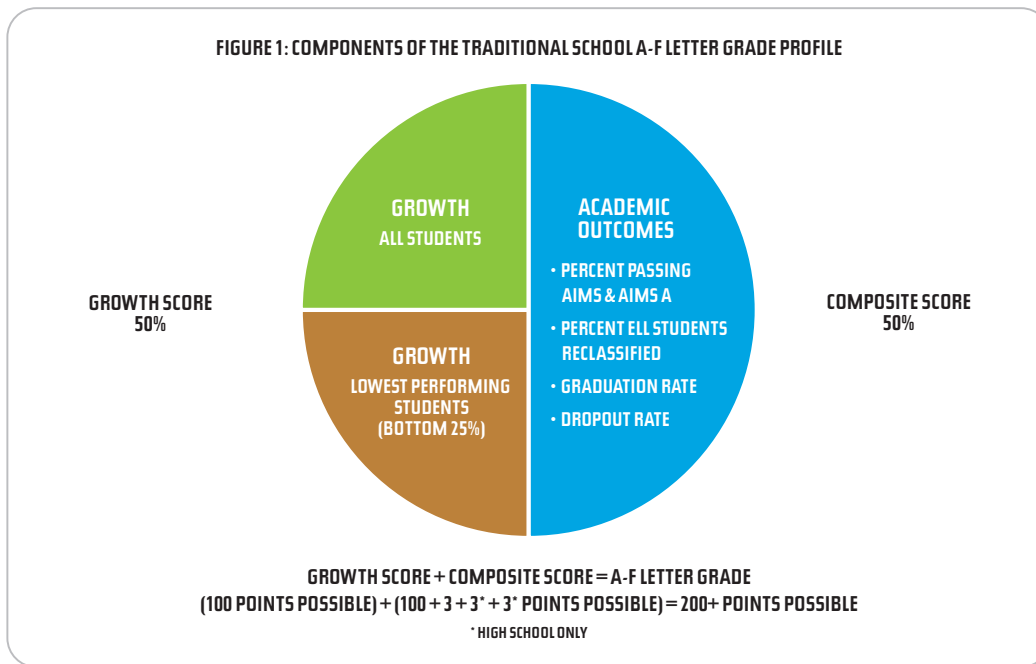 FIGURE 1: COMPONENTS OF THE TRADITIONAL SCHOOL A-F LETTER GRADE PROFILE
GROWTH
ALL STUDENTS
ACADEMIC
OUTCOMES
• PERCENT PASSING
AIMS & AIMS A
• PERCENT ELL STUDENTS
RECLASSIFIED
• GRADUATION RATE
• DROPOUT RATE
GROWTH SCORE
50%
COMPOSITE SCORE
50%
GROWTH
LOWEST PERFORMING
STUDENTS
(BOTTOM 25%)
GROWTH SCORE + COMPOSITE SCORE = A-F LETTER GRADE
(100 POINTS POSSIBLE) + (100 + 3 + 3* + 3* POINTS POSSIBLE) = 200+ POINTS POSSIBLE
* HIGH SCHOOL ONLY